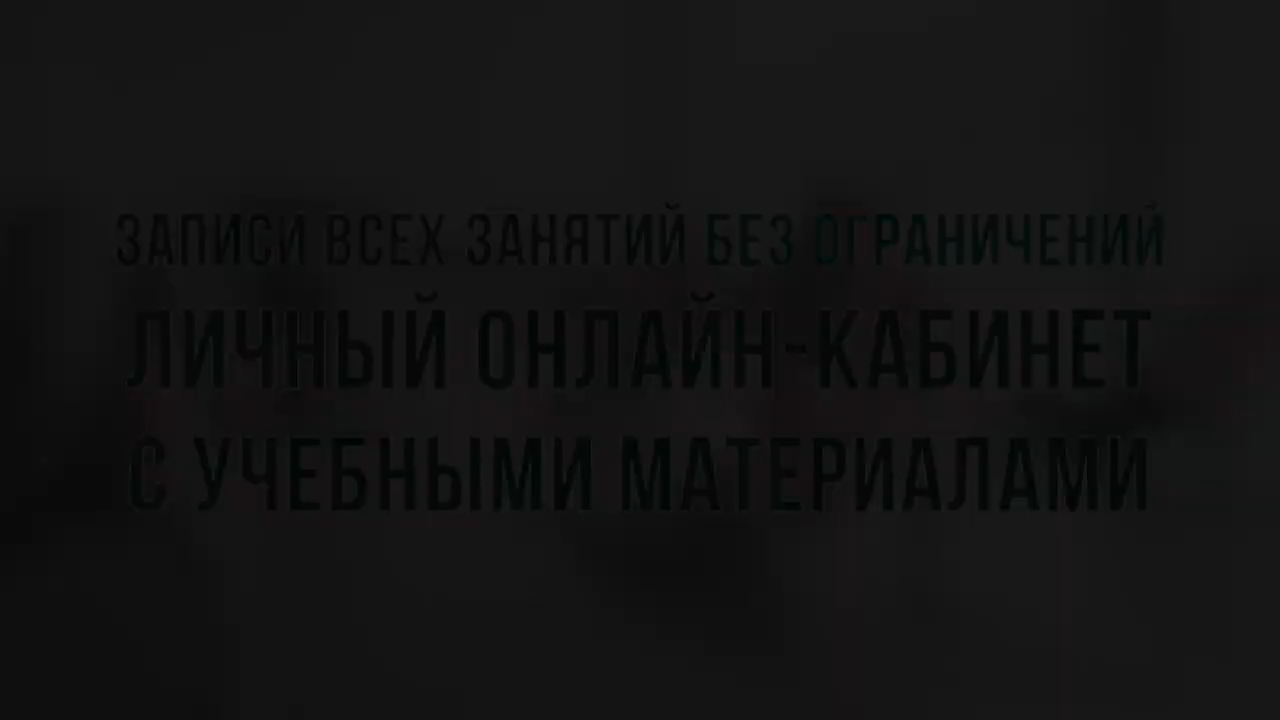 ЗАПИСИ ВСЕХ ЗАНЯТИЙ БЕЗ ОГРАНИЧЕНИЙ
ЛИЧНЫЙ ОНЛАЙН-КАБИНЕТ
С УЧЕБНЫМИ МАТЕРИАЛАМИ